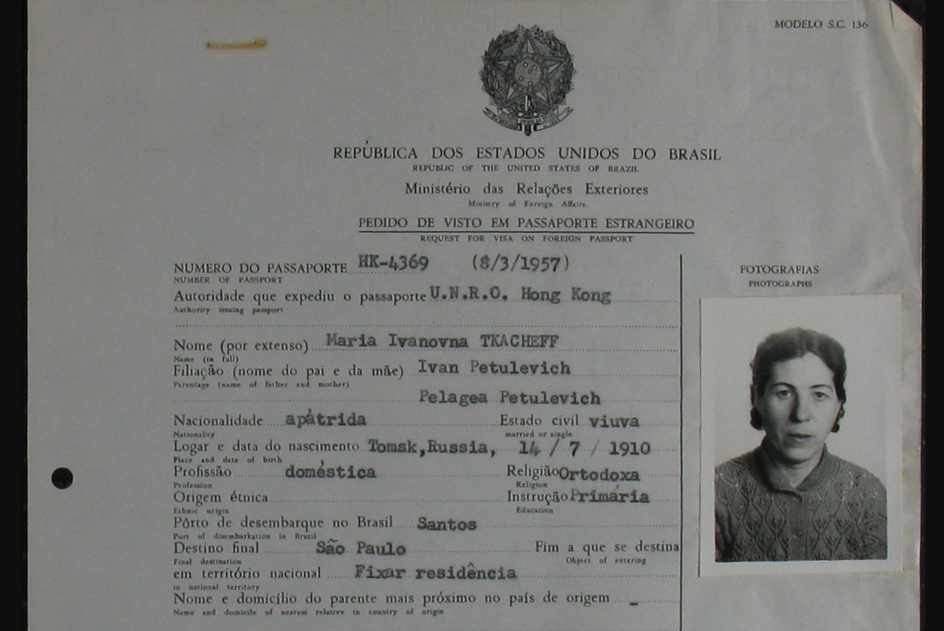 MODELO S.C. 136
REPÚBLICA DOS ESTADOS UNIDOS DO BRASIL
REPUBLIC OF THE UNITED STATES OF BRAZIL
Ministério das Relações Exteriores
Ministry of Foreign Affairs
PEDIDO DE VISTO EM PASSAPORTE ESTRANGEIRO
REQUEST FOR VISA ON FOREIGN PASSPORT
NUMERO DO PASSAPORTE HK-4369 (8/3/1957)
NUMBER OF PASSPORT
FOTOGRAFIAS
PHOTOGRAPHS
Autoridade que expediu o passaporte U.N.R.O. Hong Kong
Authority issuing passport
Nome (por extenso) Maria Ivanovna TKACHEFF
Name (in full)
Filiação (nome do pai e da mãe) Ivan Petulevich
Parentage (name of father and mother)
Pelagea Petulevich
Nacionalidade apátrida Estado civil viuva
Nationality married or single
Logar e data do nascimento Tomsk,Russia, 14 / 7 / 1910
Place and date of birth
Profissão doméstica Religião Ortodoxa
Profession Religion
Origem étnica Instrução Primária
Ethnic origin Education
Pôrto de desembarque no Brasil Santos
Port of disembarkation in Brazil
Destino final São Paulo Fim a que se destina
Final destination Object of entering
em território nacional Fixar residência
in national territory
Nome e domicílio do parente mais próximo no país de origem -
Name and domicile of nearest relative in country of origin